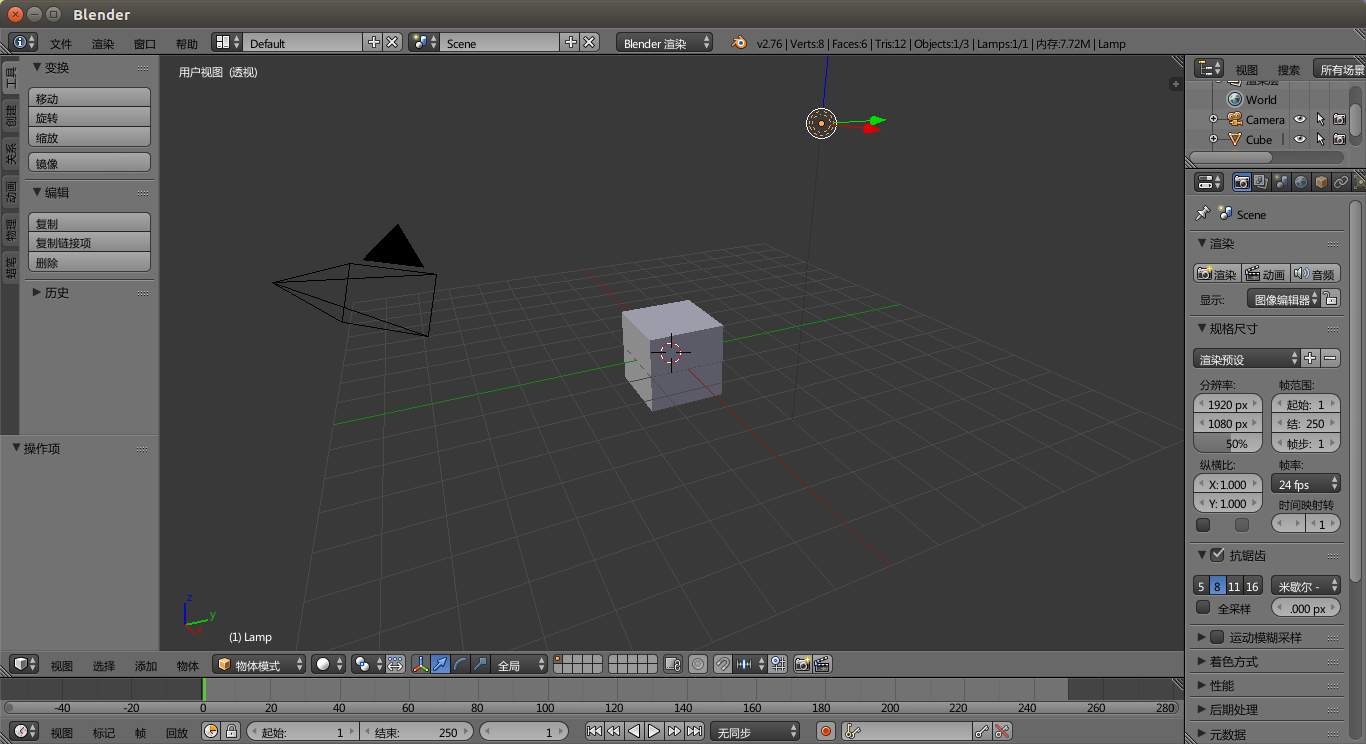 Blender
文件 渲染 窗口 帮助 Default Scene Blender 渲染 v2.76 | Verts:8 | Faces:6 | Tris:12 | Objects:1/3 | Lamps:1/1 | 内存:7.72M | Lamp
工具
创建
关系
动画
物理
蜡笔
变换
移动
旋转
缩放
镜像
编辑
复制
复制链接项
删除
历史
操作项
用户视图 (透视)
z
y
(1) Lamp
视图 选择 添加 物体 物体模式 全局
-40 -20 0 20 40 60 80 100 120 140 160 180 200 220 240 260 280
视图 标记 帧 回放 起始: 1 结束: 250 1 无同步
视图 搜索 所有场景
渲染层
World
Camera
Cube
Scene
渲染
渲染 动画 音频
显示: 图像编辑器
规格尺寸
渲染预设
分辨率: 帧范围:
1920 px 起始: 1
1080 px 结: 250
50% 帧步: 1
纵横比: 帧率:
X: 1.000 24 fps
Y: 1.000 时间映射转
1
抗锯齿
5 8 11 16 米歇尔 -
全采样 .000 px
运动模糊采样
着色方式
性能
后期处理
元数据